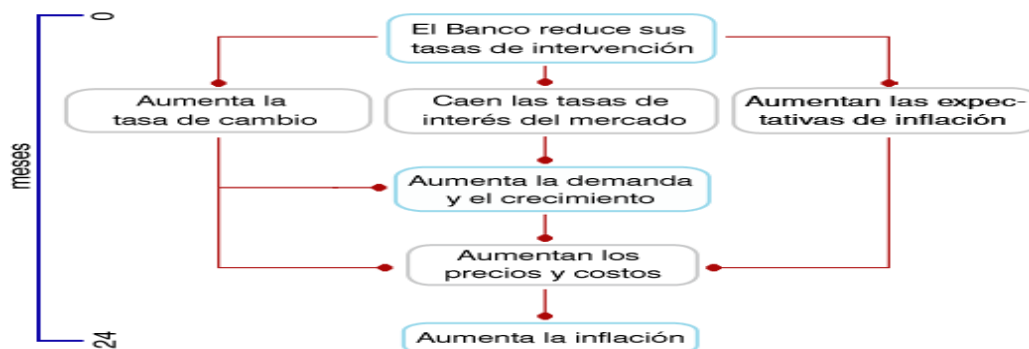 0
El Banco reduce sus
tasas de intervención
Aumenta la
tasa de cambio
Caen las tasas de
interés del mercado
Aumentan las expec-
tativas de inflación
meses
Aumenta la demanda
y el crecimiento
Aumentan los
precios y costos
24
Aumenta la inflación